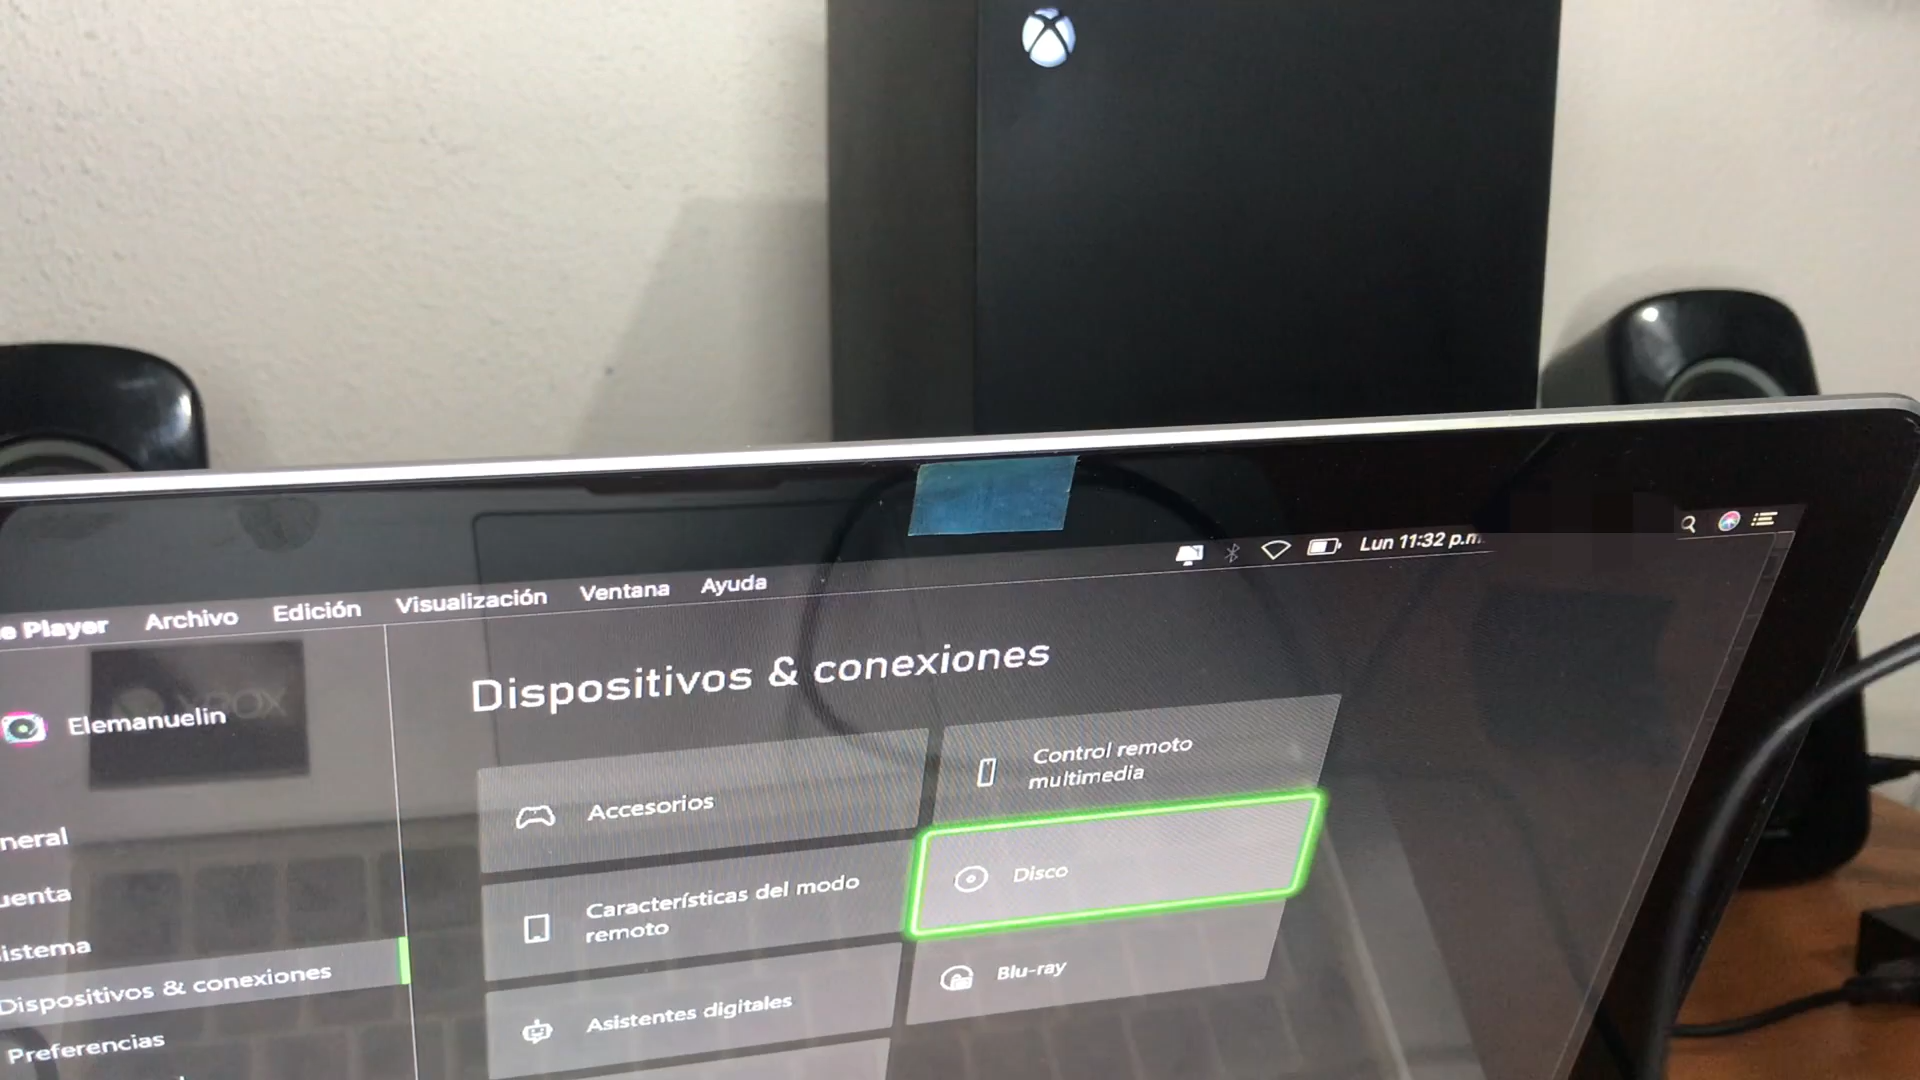 e Player Archivo Edición Visualización Ventana Ayuda
Lun 11:32 p.m.
XBOX
Elemanuelin
neral
uenta
istema
Dispositivos & conexiones
Preferencias
Dispositivos & conexiones
Accesorios
Características del modo
remoto
Asistentes digitales
Control remoto
multimedia
Disco
Blu-ray